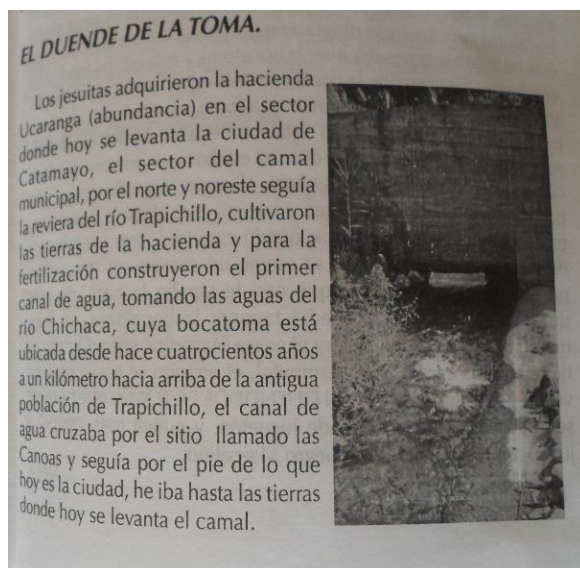 EL DUENDE DE LA TOMA.
Los jesuitas adquirieron la hacienda
Ucaranga (abundancia) en el sector
donde hoy se levanta la ciudad de
Catamayo, el sector del camal
municipal, por el norte y noreste seguía
la reviera del río Trapichillo, cultivaron
las tierras de la hacienda y para la
fertilización construyeron el primer
canal de agua, tomando las aguas del
río Chichaca, cuya bocatoma está
ubicada desde hace cuatrocientos años
a un kilómetro hacia arriba de la antigua
población de Trapichillo, el canal de
agua cruzaba por el sitio llamado las
Canoas y seguía por el pie de lo que
hoy es la ciudad, he iba hasta las tierras
donde hoy se levanta el camal.